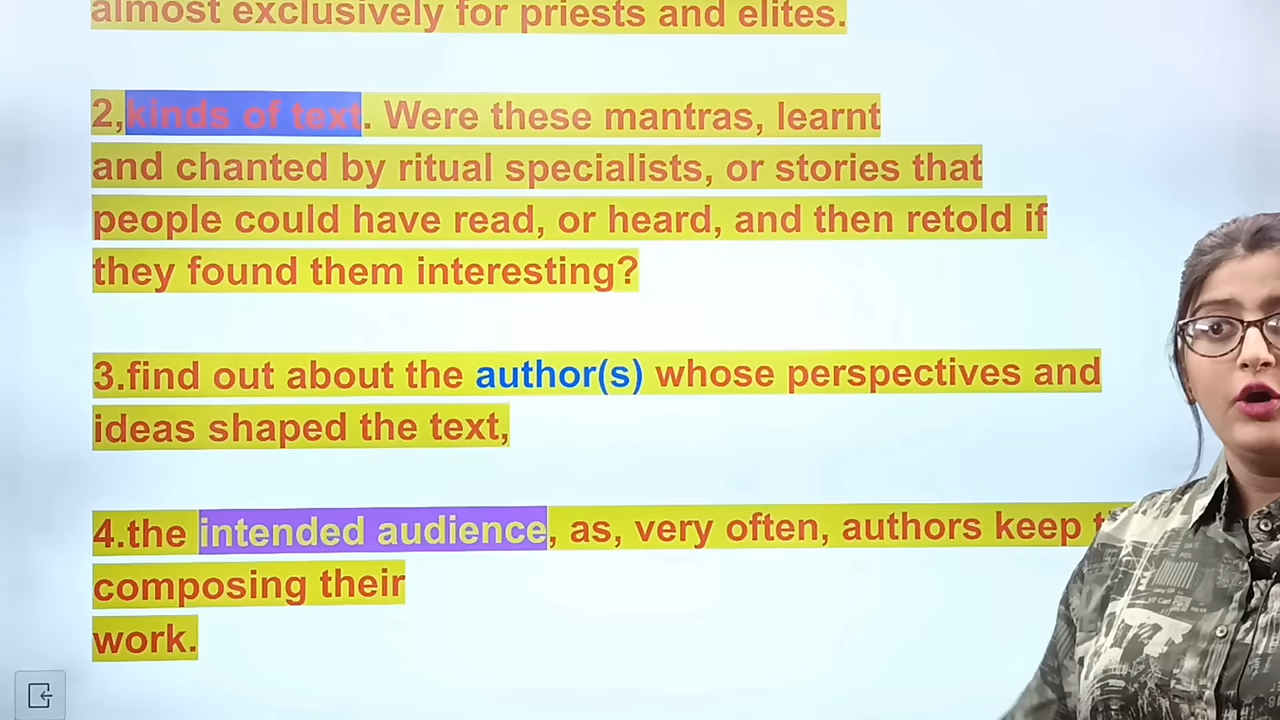 almost exclusively for priests and elites.
2,kinds of text. Were these mantras, learnt
and chanted by ritual specialists, or stories that
people could have read, or heard, and then retold if
they found them interesting?
3.find out about the author(s) whose perspectives and
ideas shaped the text,
4.the intended audience, as, very often, authors keep
composing their
work.